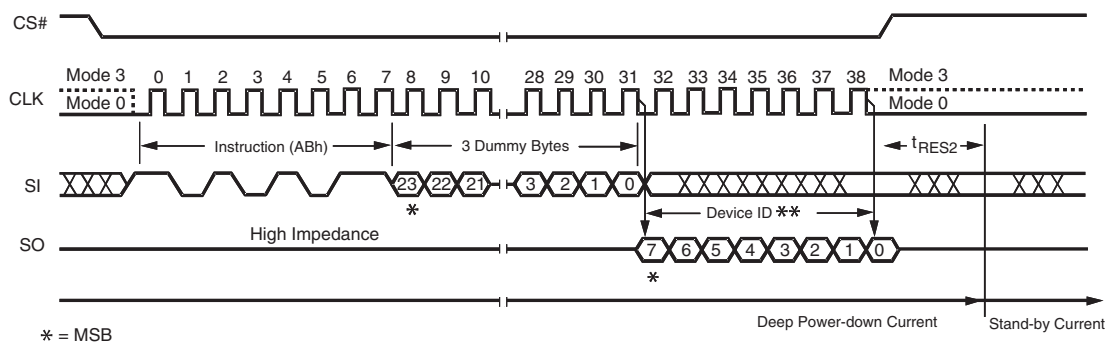 CS#
Mode 3 0 1 2 3 4 5 6 7 8 9 10 28 29 30 31 32 33 34 35 36 37 38 Mode 3
CLK Mode 0 Mode 0
Instruction (ABh) 3 Dummy Bytes tRES2
SI 23 22 21 3 2 1 0
* Device ID **
High Impedance
SO 7 6 5 4 3 2 1 0
*
Deep Power-down Current Stand-by Current
* = MSB